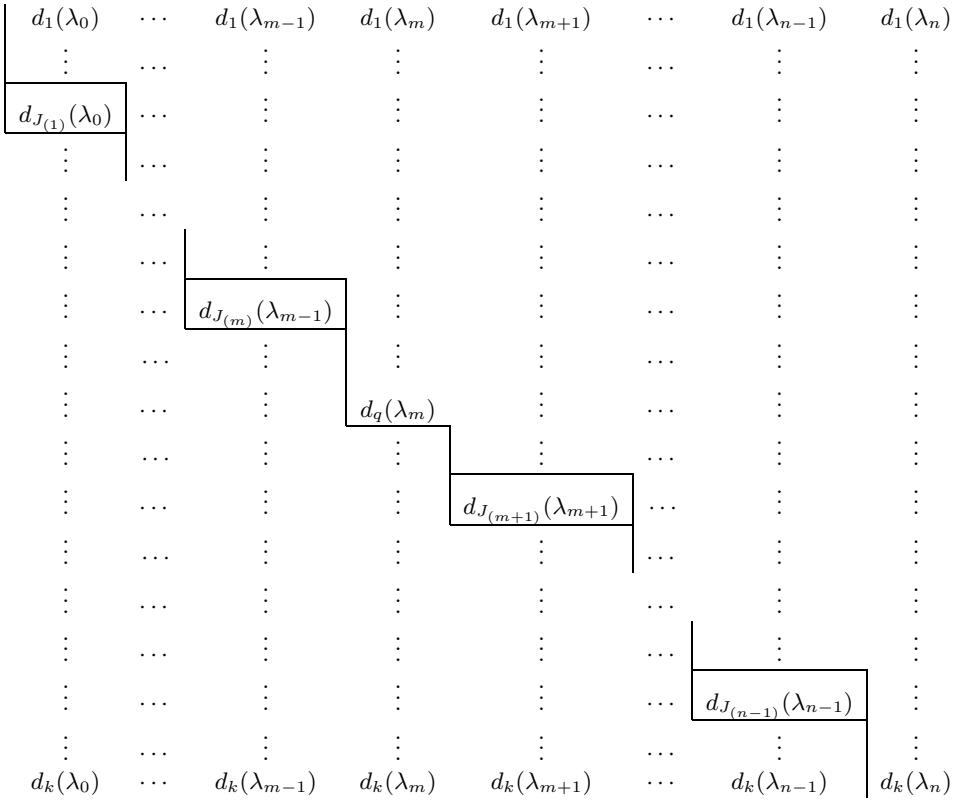 d_1(λ_0) ⋯ d_1(λ_{m−1}) d_1(λ_m) d_1(λ_{m+1}) ⋯ d_1(λ_{n−1}) d_1(λ_n)
⋮ ⋯ ⋮ ⋮ ⋮ ⋯ ⋮ ⋮
d_{J_{(1)}}(λ_0) ⋯ ⋮ ⋮ ⋮ ⋯ ⋮ ⋮
⋮ ⋯ ⋮ ⋮ ⋮ ⋯ ⋮ ⋮
⋮ ⋯ ⋮ ⋮ ⋮ ⋯ ⋮ ⋮
⋮ ⋯ ⋮ ⋮ ⋮ ⋯ ⋮ ⋮
⋮ ⋯ d_{J_{(m)}}(λ_{m−1}) ⋮ ⋮ ⋯ ⋮ ⋮
⋮ ⋯ ⋮ ⋮ ⋮ ⋯ ⋮ ⋮
⋮ ⋯ ⋮ d_q(λ_m) ⋮ ⋯ ⋮ ⋮
⋮ ⋯ ⋮ ⋮ ⋮ ⋯ ⋮ ⋮
⋮ ⋯ ⋮ ⋮ d_{J_{(m+1)}}(λ_{m+1}) ⋯ ⋮ ⋮
⋮ ⋯ ⋮ ⋮ ⋮ ⋯ ⋮ ⋮
⋮ ⋯ ⋮ ⋮ ⋮ ⋯ ⋮ ⋮
⋮ ⋯ ⋮ ⋮ ⋮ ⋯ ⋮ ⋮
⋮ ⋯ ⋮ ⋮ ⋮ ⋯ d_{J_{(n−1)}}(λ_{n−1}) ⋮
⋮ ⋯ ⋮ ⋮ ⋮ ⋯ ⋮ ⋮
d_k(λ_0) ⋯ d_k(λ_{m−1}) d_k(λ_m) d_k(λ_{m+1}) ⋯ d_k(λ_{n−1}) d_k(λ_n)